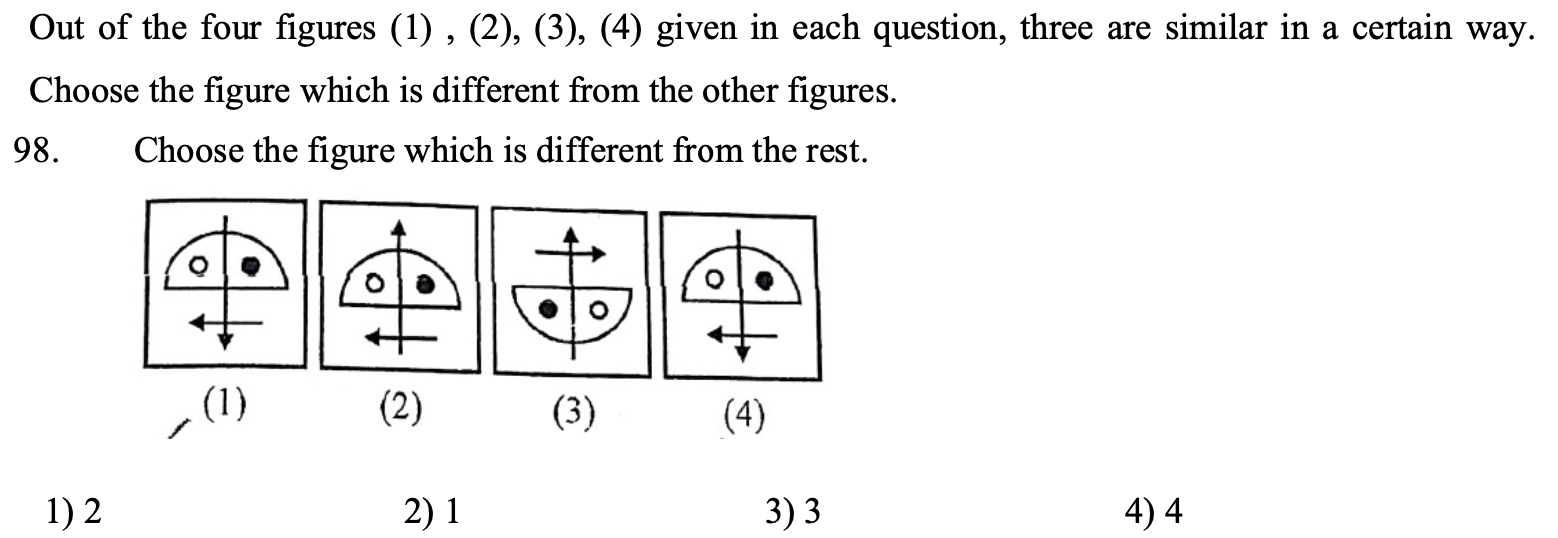 Out of the four figures (1) , (2), (3), (4) given in each question, three are similar in a certain way.
Choose the figure which is different from the other figures.
98. Choose the figure which is different from the rest.
(1) (2) (3) (4)
1) 2 2) 1 3) 3 4) 4